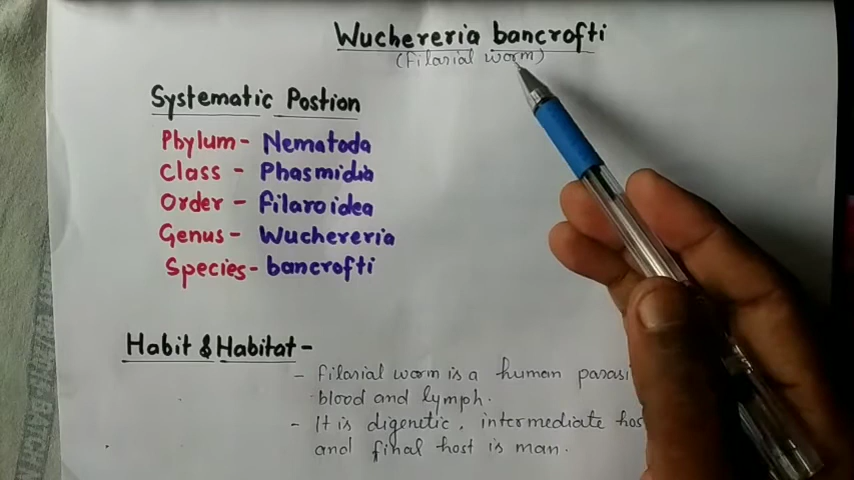 Wuchereria bancrofti
(Filarial worm)
Systematic Postion
Phylum- Nematoda
Class - Phasmidia
Order - Filaroidea
Genus- Wuchereria
Species- bancrofti
Habit & Habitat-
- Filarial worm is a human
blood and lymph.
- It is digenetic, intermediate
and final host is man.